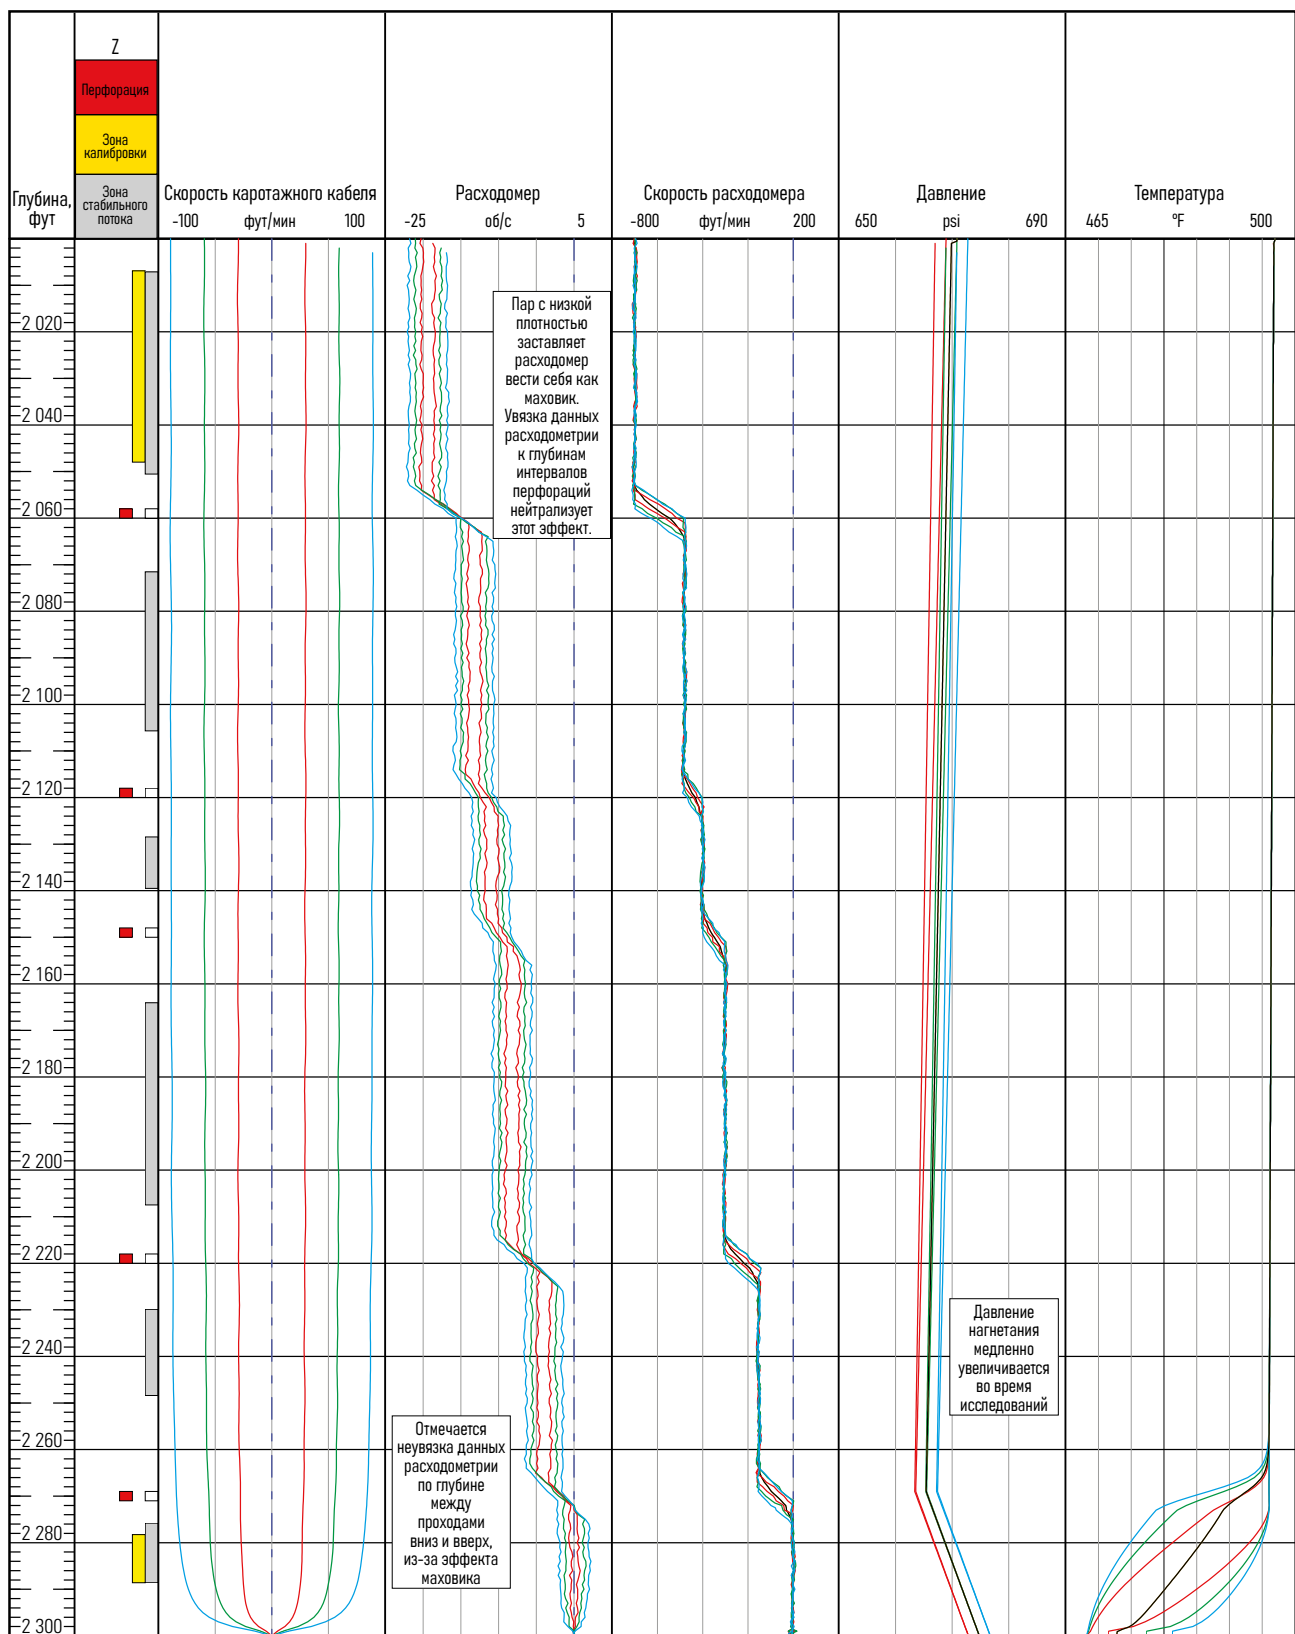 Z
Перфорация
Зона
калибровки
Зона
стабильного
потока
Глубина,
фут
Скорость каротажного кабеля
-100 фут/мин 100
Расходомер
-25 об/с 5
Скорость расходомера
-800 фут/мин 200
Давление
650 psi 690
Температура
465 °F 500
Пар с низкой
плотностью
заставляет
расходомер
вести себя как
маховик.
Увязка данных
расходометрии
к глубинам
интервалов
перфораций
нейтрализует
этот эффект.
2 020
2 040
2 060
2 080
2 100
2 120
2 140
2 160
2 180
2 200
2 220
2 240
2 260
2 280
2 300
Давление
нагнетания
медленно
увеличивается
во время
исследований
Отмечается
неувязка данных
расходометрии
по глубине
между
проходами
вниз и вверх,
из-за эффекта
маховика